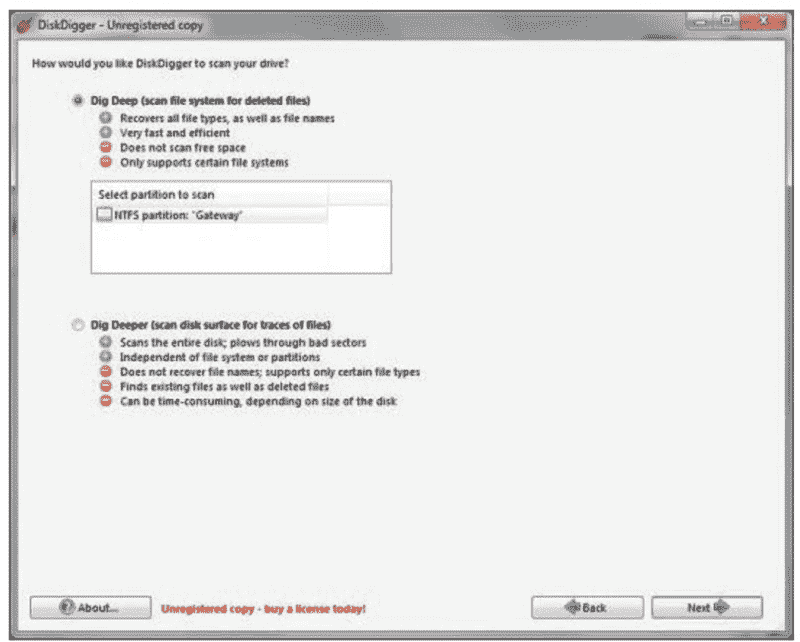 DiskDigger - Unregistered copy
How would you like DiskDigger to scan your drive?
Dig Deep (scan file system for deleted files)
Recovers all file types, as well as file names
Very fast and efficient
Does not scan free space
Only supports certain file systems
Select partition to scan
NTFS partition: "Gateway"
Dig Deeper (scan disk surface for traces of files)
Scans the entire disk; plows through bad sectors
Independent of file system or partitions
Does not recover file names; supports only certain file types
Finds existing files as well as deleted files
Can be time-consuming, depending on size of the disk
About... Unregistered copy - buy a license today! Back Next